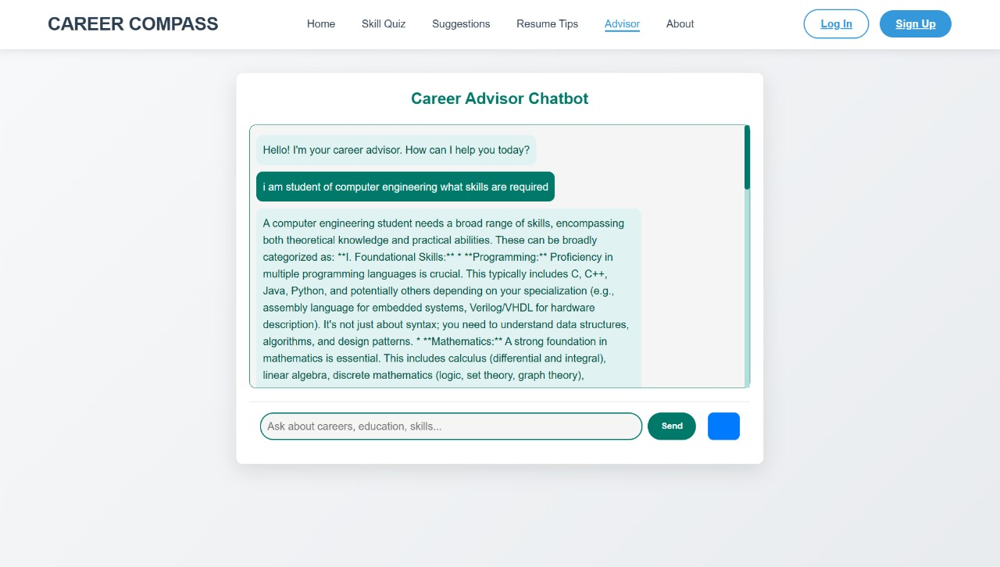 CAREER COMPASS
Home
Skill Quiz
Suggestions
Resume Tips
Advisor
About
Log In
Sign Up
Career Advisor Chatbot
Hello! I'm your career advisor. How can I help you today?
i am student of computer engineering what skills are required
A computer engineering student needs a broad range of skills, encompassing
both theoretical knowledge and practical abilities. These can be broadly
categorized as: **I. Foundational Skills:** * **Programming:** Proficiency in
multiple programming languages is crucial. This typically includes C, C++,
Java, Python, and potentially others depending on your specialization (e.g.,
assembly language for embedded systems, Verilog/VHDL for hardware
description). It's not just about syntax; you need to understand data structures,
algorithms, and design patterns. * **Mathematics:** A strong foundation in
mathematics is essential. This includes calculus (differential and integral),
linear algebra, discrete mathematics (logic, set theory, graph theory),
Ask about careers, education, skills...
Send